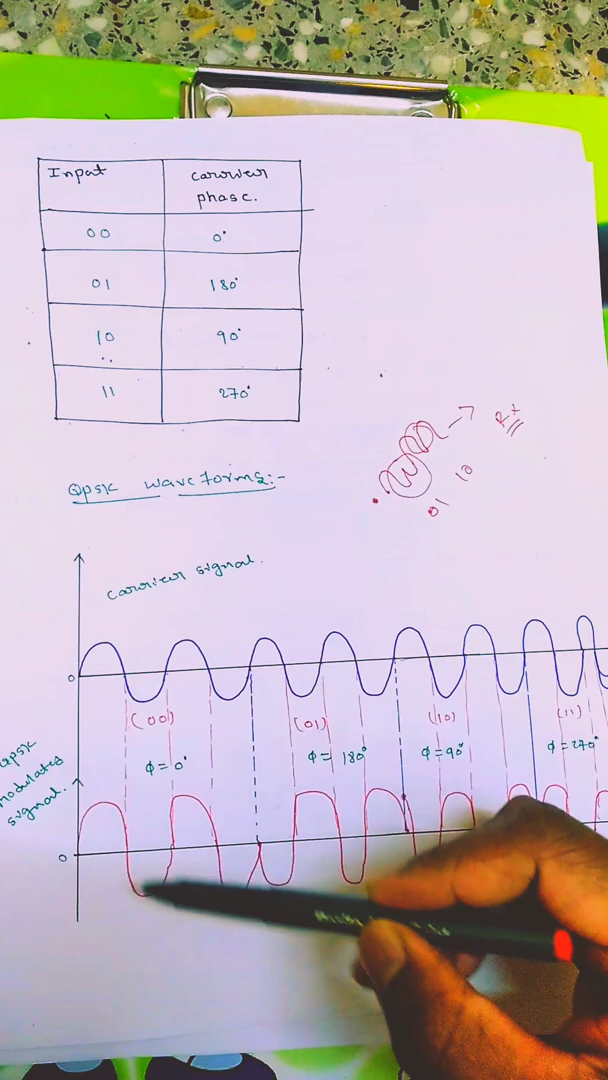 Input
carrier
phase.
00
0°
01
180°
10
90°
11
270°
Rx
01 10
Qpsk waveforms:-
carrier signal.
0
(00)
(01)
(10)
(11)
ϕ=0°
ϕ=180°
ϕ=90°
ϕ=270°
Qpsk
modulated
signal.
0